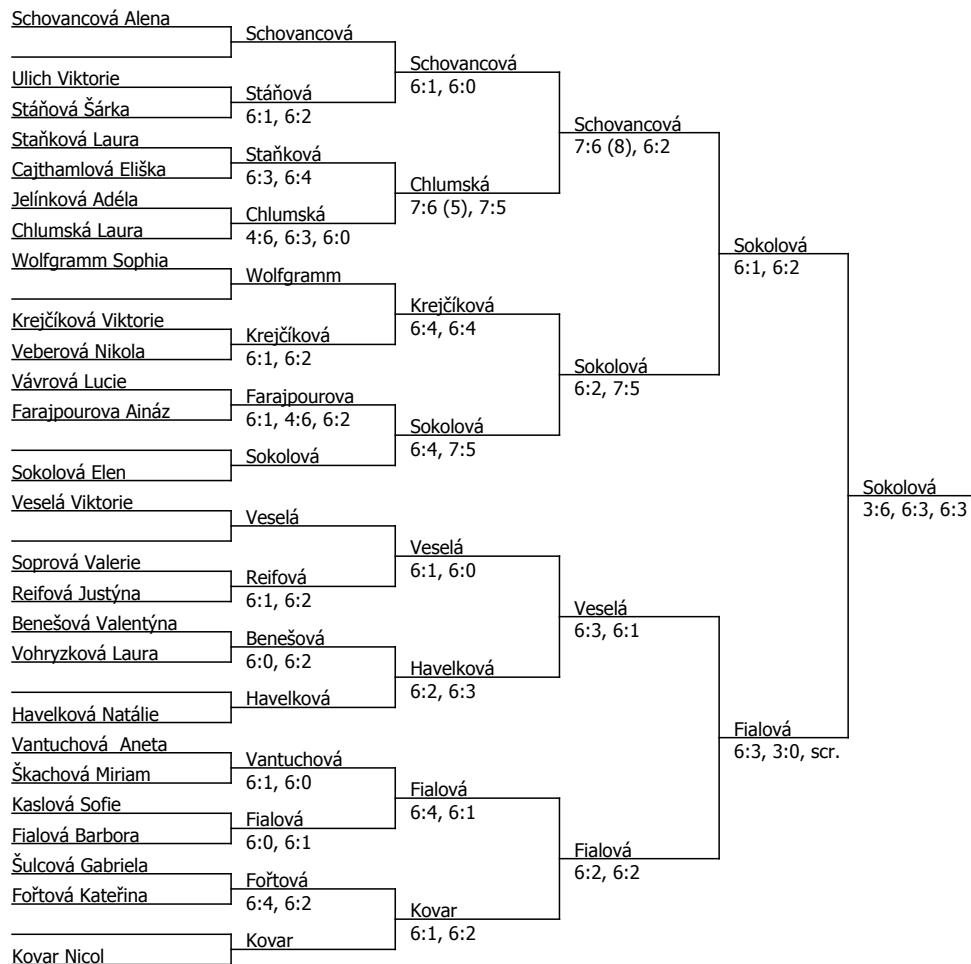 Schovancová Alena
Ulich Viktorie
Stáňová Šárka
Staňková Laura
Cajthamlová Eliška
Jelínková Adéla
Chlumská Laura
Wolfgramm Sophia
Krejčíková Viktorie
Veberová Nikola
Vávrová Lucie
Farajpourova Aináz
Sokolová Elen
Veselá Viktorie
Soprová Valerie
Reifová Justýna
Benešová Valentýna
Vohryzková Laura
Havelková Natálie
Vantuchová  Aneta
Škachová Miriam
Kaslová Sofie
Fialová Barbora
Šulcová Gabriela
Fořtová Kateřina
Kovar Nicol
Schovancová
Stáňová
6:1, 6:2
Staňková
6:3, 6:4
Chlumská
4:6, 6:3, 6:0
Wolfgramm
Krejčíková
6:1, 6:2
Farajpourova
6:1, 4:6, 6:2
Sokolová
Veselá
Reifová
6:1, 6:2
Benešová
6:0, 6:2
Havelková
Vantuchová
6:1, 6:0
Fialová
6:0, 6:1
Fořtová
6:4, 6:2
Kovar
Schovancová
6:1, 6:0
Chlumská
7:6 (5), 7:5
Krejčíková
6:4, 6:4
Sokolová
6:4, 7:5
Veselá
6:1, 6:0
Havelková
6:2, 6:3
Fialová
6:4, 6:1
Kovar
6:1, 6:2
Schovancová
7:6 (8), 6:2
Sokolová
6:2, 7:5
Veselá
6:3, 6:1
Fialová
6:2, 6:2
Sokolová
6:1, 6:2
Fialová
6:3, 3:0, scr.
Sokolová
3:6, 6:3, 6:3